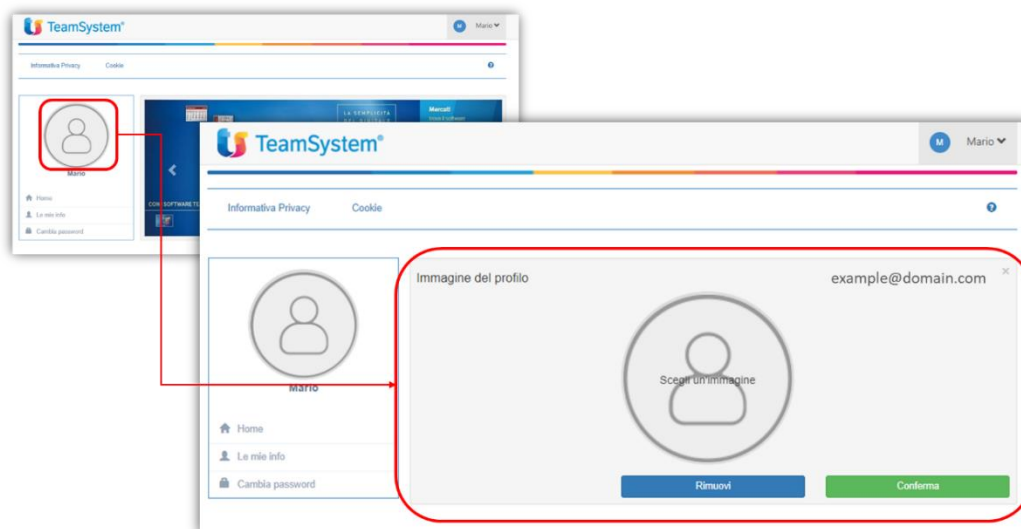 TeamSystem®
M Mario
Informativa Privacy Cookie
LA SEMPLICITÀ
DEL DIGITALE
Mercati
Mario
Home
Le mie info
Cambia password
TeamSystem®
M Mario
Informativa Privacy Cookie
Immagine del profilo
example@domain.com
×
Scegli un'immagine
Mario
Home
Le mie info
Cambia password
Rimuovi
Conferma